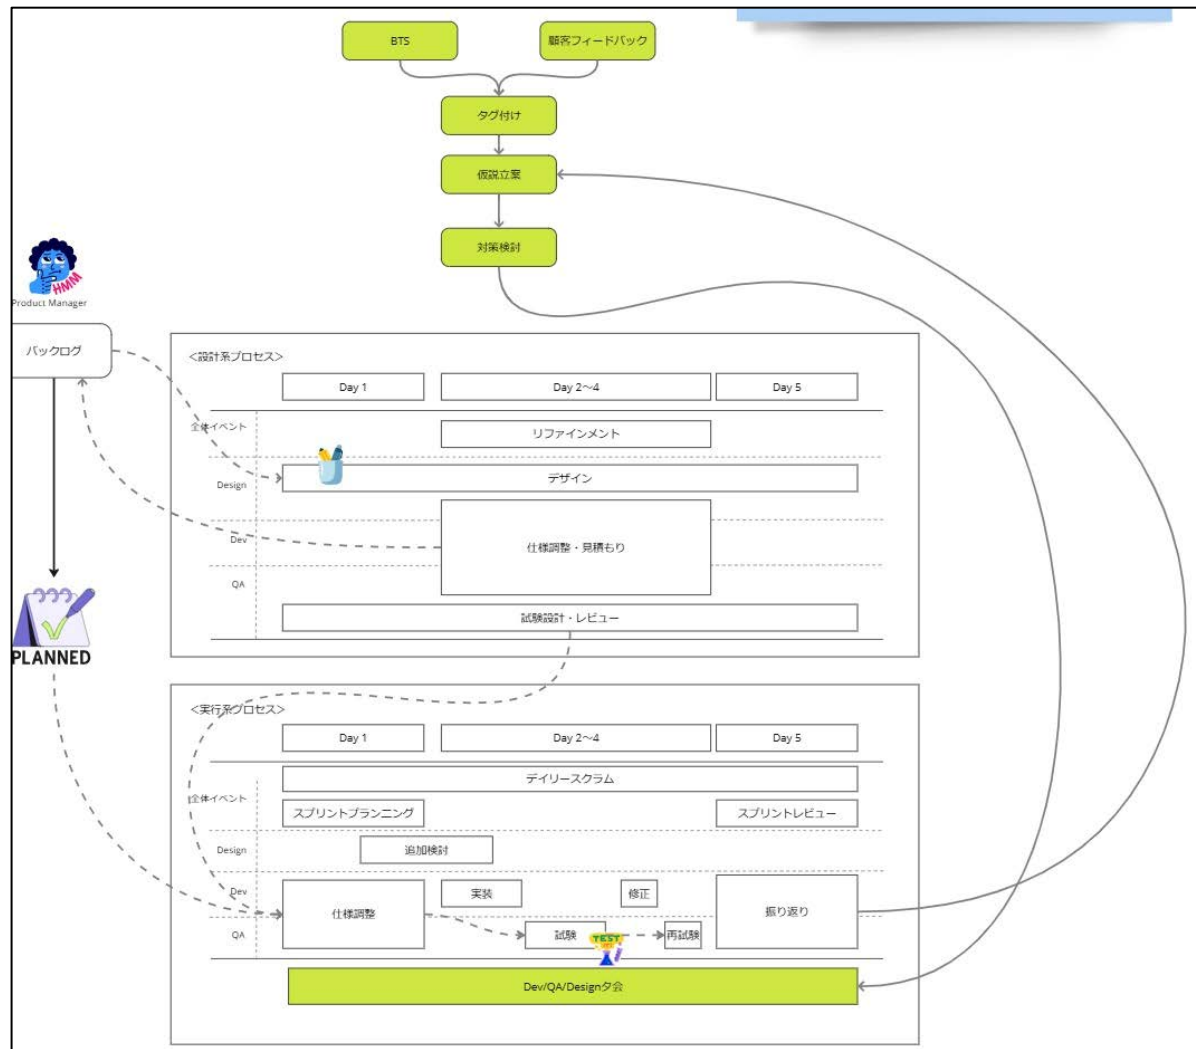 BTS
顧客フィードバック
タグ付け
仮説立案
対策検討
HMM
Product Manager
バックログ
PLANNED
<設計系プロセス>
Day 1
Day 2～4
Day 5
全体イベント
リファインメント
Design
デザイン
Dev
仕様調整・見積もり
QA
試験設計・レビュー
<実行系プロセス>
Day 1
Day 2～4
Day 5
デイリースクラム
全体イベント
スプリントプランニング
スプリントレビュー
Design
追加検討
Dev
仕様調整
実装
修正
振り返り
QA
試験
TEST
再試験
Dev/QA/Design夕会